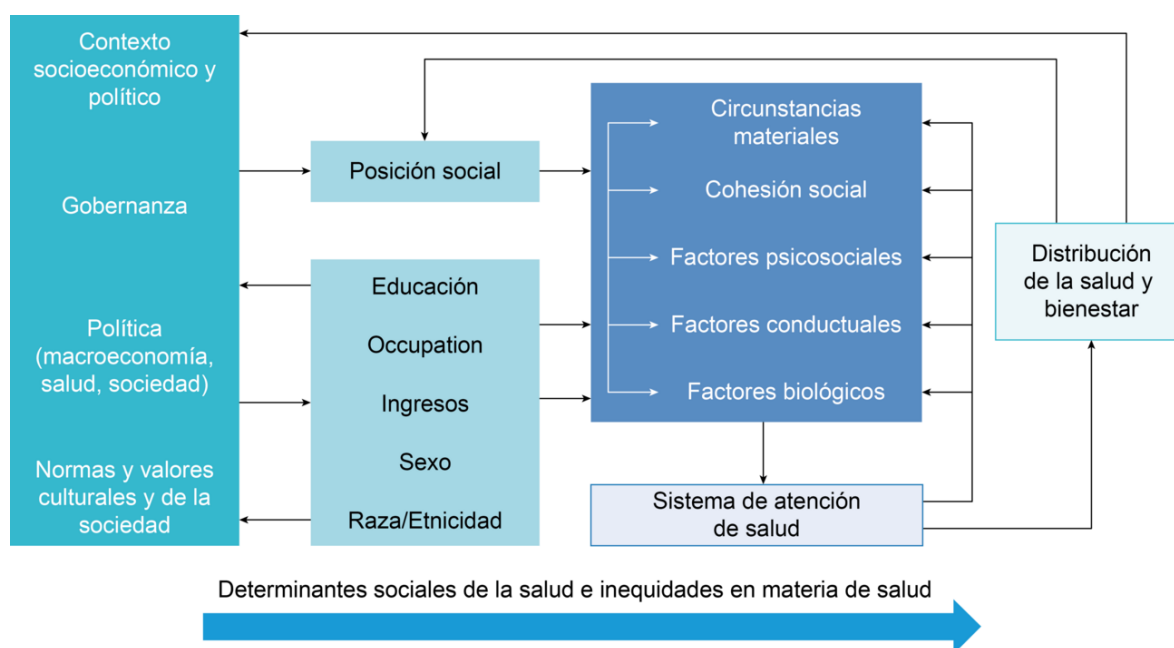 Contexto
socioeconómico y
político
Gobernanza
Política
(macroeconomía,
salud, sociedad)
Normas y valores
culturales y de la
sociedad
Posición social
Educación
Occupation
Ingresos
Sexo
Raza/Etnicidad
Circunstancias
materiales
Cohesión social
Factores psicosociales
Factores conductuales
Factores biológicos
Sistema de atención
de salud
Distribución
de la salud y
bienestar
Determinantes sociales de la salud e inequidades en materia de salud